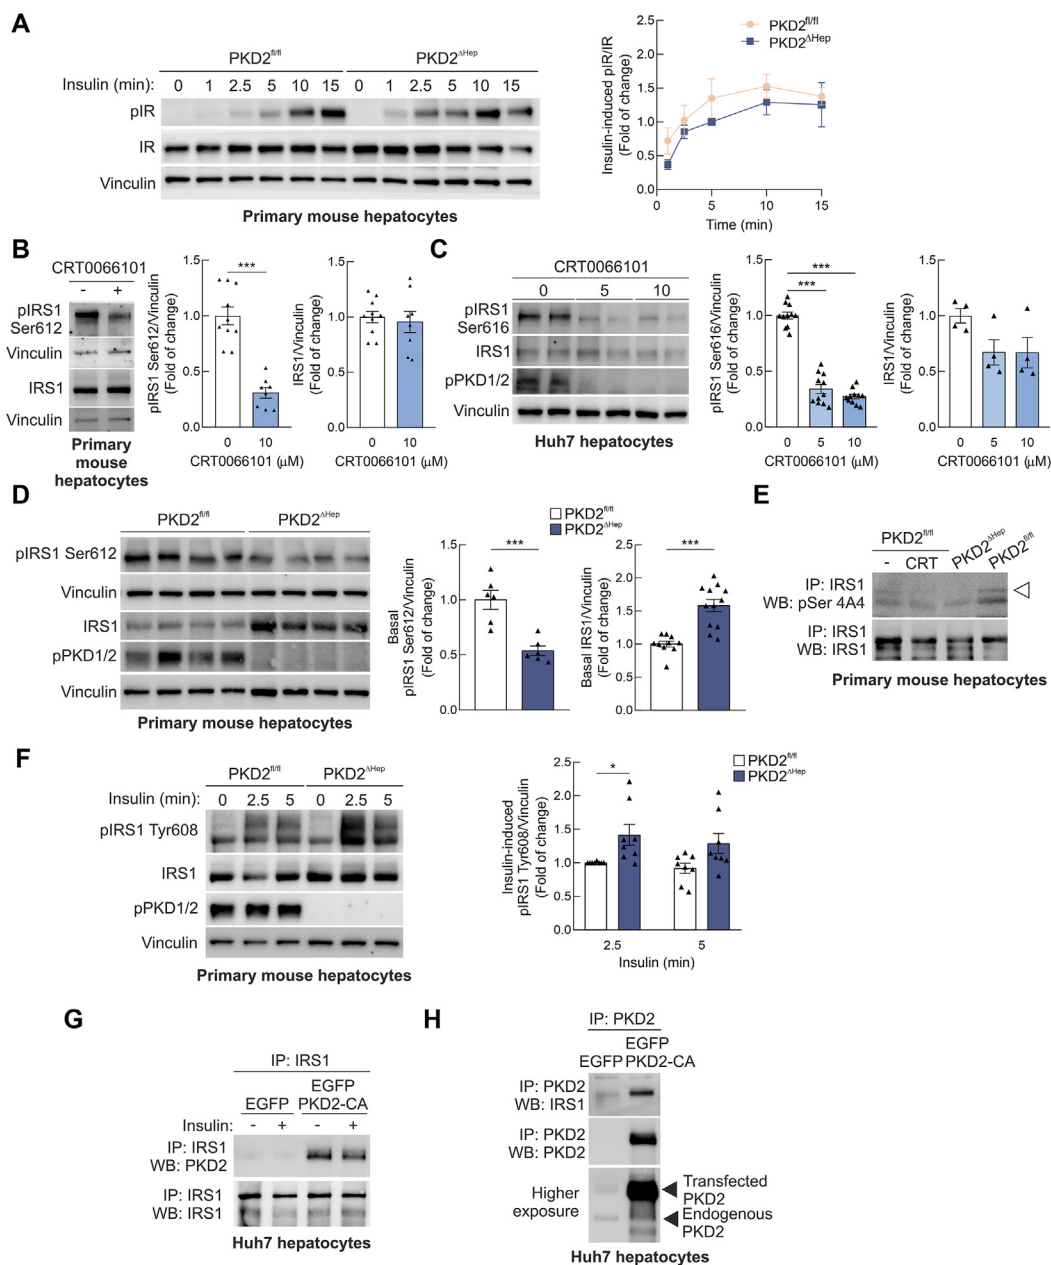 A
PKD2fl/fl
PKD2ΔHep
Insulin (min): 0 1 2.5 5 10 15 0 1 2.5 5 10 15
pIR
IR
Vinculin
Primary mouse hepatocytes
Insulin-induced pIR/IR
(Fold of change)
2.5
2.0
1.5
1.0
0.5
0.0
0 5 10 15
Time (min)
PKD2fl/fl
PKD2ΔHep
B
CRT0066101
- +
pIRS1
Ser612
Vinculin
IRS1
Vinculin
Primary
mouse
hepatocytes
pIRS1 Ser612/Vinculin
(Fold of change)
1.5
1.0
0.5
0.0
***
0 10
CRT0066101 (μM)
IRS1/Vinculin
(Fold of change)
1.5
1.0
0.5
0.0
0 10
CRT0066101 (μM)
C
CRT0066101
0 5 10
pIRS1
Ser616
IRS1
pPKD1/2
Vinculin
Huh7 hepatocytes
pIRS1 Ser616/Vinculin
(Fold of change)
1.5
1.0
0.5
0.0
***
***
0 5 10
CRT0066101 (μM)
IRS1/Vinculin
(Fold of change)
1.5
1.0
0.5
0.0
0 5 10
CRT0066101 (μM)
D
PKD2fl/fl
PKD2ΔHep
pIRS1 Ser612
Vinculin
IRS1
pPKD1/2
Vinculin
Primary mouse hepatocytes
PKD2fl/fl
PKD2ΔHep
Basal
pIRS1 Ser612/Vinculin
(Fold of change)
1.5
1.0
0.5
0.0
***
Basal IRS1/Vinculin
(Fold of change)
2.5
2.0
1.5
1.0
0.5
0.0
***
E
PKD2fl/fl
- CRT PKD2ΔHep PKD2fl/fl
IP: IRS1
WB: pSer 4A4
IP: IRS1
WB: IRS1
Primary mouse hepatocytes
F
PKD2fl/fl
PKD2ΔHep
Insulin (min): 0 2.5 5 0 2.5 5
pIRS1 Tyr608
IRS1
pPKD1/2
Vinculin
Primary mouse hepatocytes
Insulin-induced
pIRS1 Tyr608/Vinculin
(Fold of change)
2.5
2.0
1.5
1.0
0.5
0.0
*
2.5 5
Insulin (min)
PKD2fl/fl
PKD2ΔHep
G
IP: IRS1
EGFP
EGFP
PKD2-CA
Insulin: - + - +
IP: IRS1
WB: PKD2
IP: IRS1
WB: IRS1
Huh7 hepatocytes
H
IP: PKD2
EGFP
EGFP PKD2-CA
IP: PKD2
WB: IRS1
IP: PKD2
WB: PKD2
Higher
exposure
Transfected
PKD2
Endogenous
PKD2
Huh7 hepatocytes